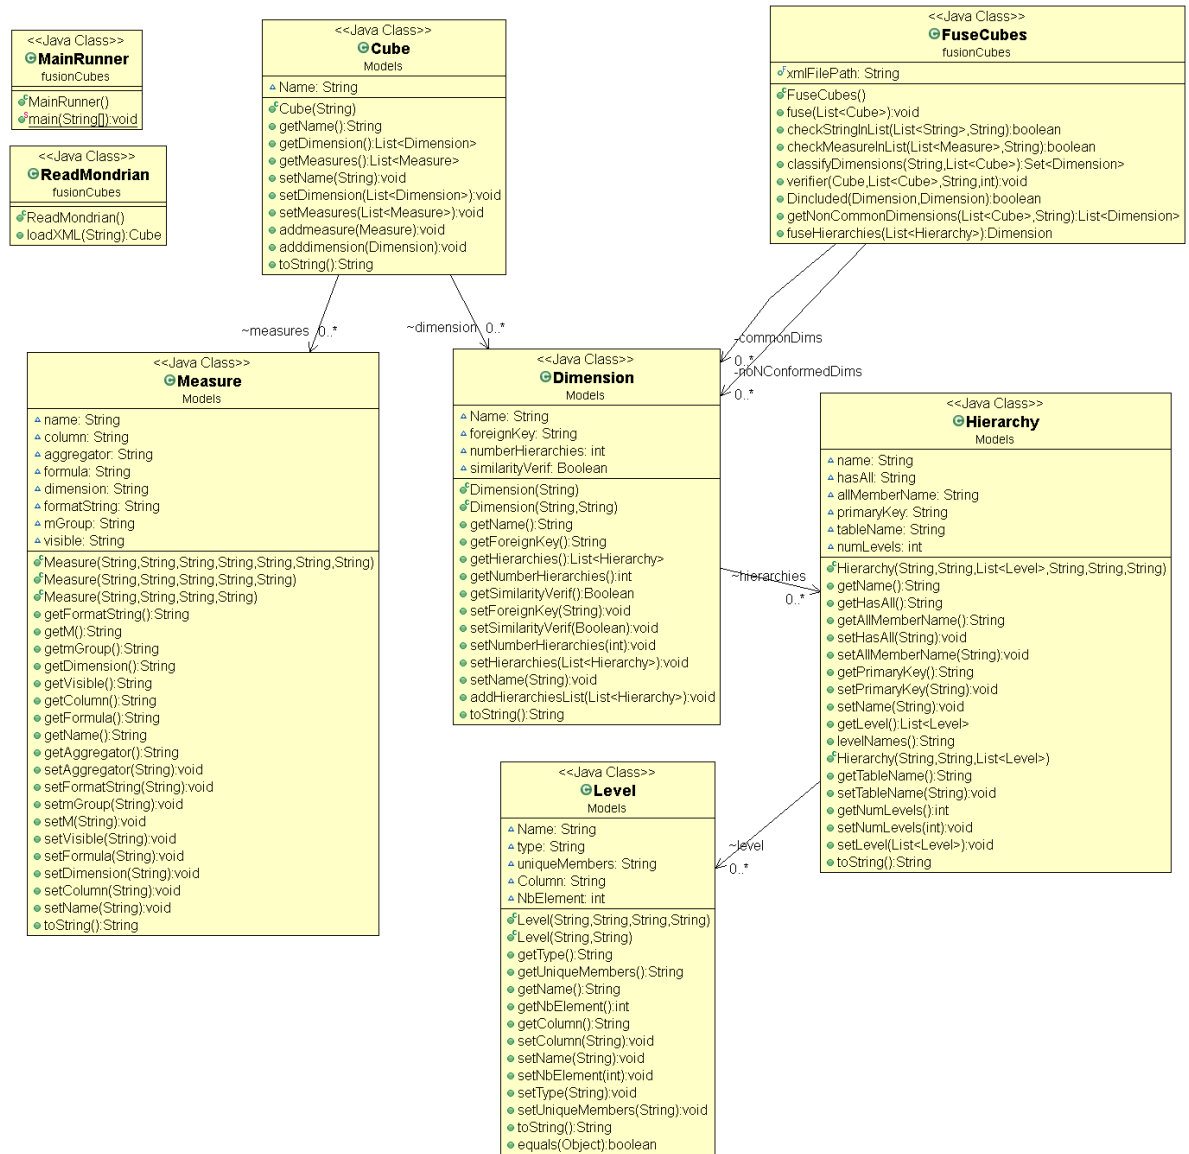 <<Java Class>>
MainRunner
fusionCubes
MainRunner()
main(String[]):void
<<Java Class>>
ReadMondrian
fusionCubes
ReadMondrian()
loadXML(String):Cube
<<Java Class>>
Cube
Models
Name: String
Cube(String)
getName():String
getDimension():List<Dimension>
getMeasures():List<Measure>
setName(String):void
setDimension(List<Dimension>):void
setMeasures(List<Measure>):void
addmeasure(Measure):void
adddimension(Dimension):void
toString():String
<<Java Class>>
FuseCubes
fusionCubes
xmlFilePath: String
FuseCubes()
fuse(List<Cube>):void
checkStringInList(List<String>,String):boolean
checkMeasureInList(List<Measure>,String):boolean
classifyDimensions(String,List<Cube>):Set<Dimension>
verifier(Cube,List<Cube>,String,int):void
Dincluded(Dimension,Dimension):boolean
getNonCommonDimensions(List<Cube>,String):List<Dimension>
fuseHierarchies(List<Hierarchy>):Dimension
~measures 0..*
~dimension 0..*
-commonDims
0..*
-noNConformedDims
0..*
<<Java Class>>
Measure
Models
name: String
column: String
aggregator: String
formula: String
dimension: String
formatString: String
mGroup: String
visible: String
Measure(String,String,String,String,String,String,String)
Measure(String,String,String,String,String)
Measure(String,String,String,String)
getFormatString():String
getM():String
getmGroup():String
getDimension():String
getVisible():String
getColumn():String
getFormula():String
getName():String
getAggregator():String
setAggregator(String):void
setFormatString(String):void
setmGroup(String):void
setM(String):void
setVisible(String):void
setFormula(String):void
setDimension(String):void
setColumn(String):void
setName(String):void
toString():String
<<Java Class>>
Dimension
Models
Name: String
foreignKey: String
numberHierarchies: int
similarityVerif: Boolean
Dimension(String)
Dimension(String,String)
getName():String
getForeignKey():String
getHierarchies():List<Hierarchy>
getNumberHierarchies():int
getSimilarityVerif():Boolean
setForeignKey(String):void
setSimilarityVerif(Boolean):void
setNumberHierarchies(int):void
setHierarchies(List<Hierarchy>):void
setName(String):void
addHierarchiesList(List<Hierarchy>):void
toString():String
~hierarchies
0..*
<<Java Class>>
Hierarchy
Models
name: String
hasAll: String
allMemberName: String
primaryKey: String
tableName: String
numLevels: int
Hierarchy(String,String,List<Level>,String,String,String)
getName():String
getHasAll():String
getAllMemberName():String
setHasAll(String):void
setAllMemberName(String):void
getPrimaryKey():String
setPrimaryKey(String):void
setName(String):void
getLevel():List<Level>
levelNames():String
Hierarchy(String,String,List<Level>)
getTableName():String
setTableName(String):void
getNumLevels():int
setNumLevels(int):void
setLevel(List<Level>):void
toString():String
~level
0..*
<<Java Class>>
Level
Models
Name: String
type: String
uniqueMembers: String
Column: String
NbElement: int
Level(String,String,String,String)
Level(String,String)
getType():String
getUniqueMembers():String
getName():String
getNbElement():int
getColumn():String
setColumn(String):void
setName(String):void
setNbElement(int):void
setType(String):void
setUniqueMembers(String):void
toString():String
equals(Object):boolean